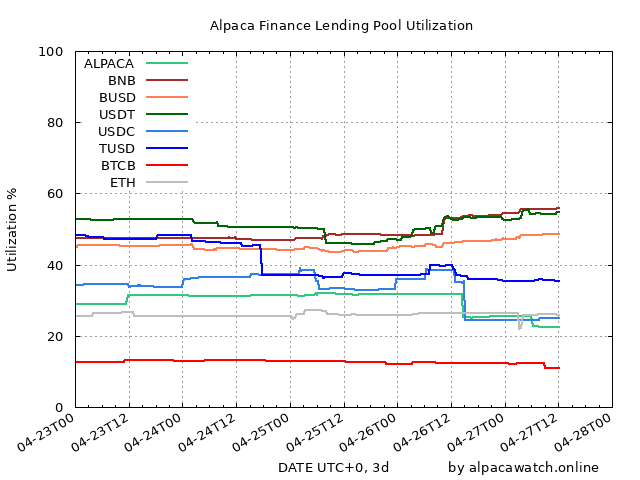 Alpaca Finance Lending Pool Utilization
100
80
60
40
20
0
Utilization %
ALPACA
BNB
BUSD
USDT
USDC
TUSD
BTCB
ETH
04-23T00
04-23T12
04-24T00
04-24T12
04-25T00
04-25T12
04-26T00
04-26T12
04-27T00
04-27T12
04-28T00
DATE UTC+0, 3d
by alpacawatch.online